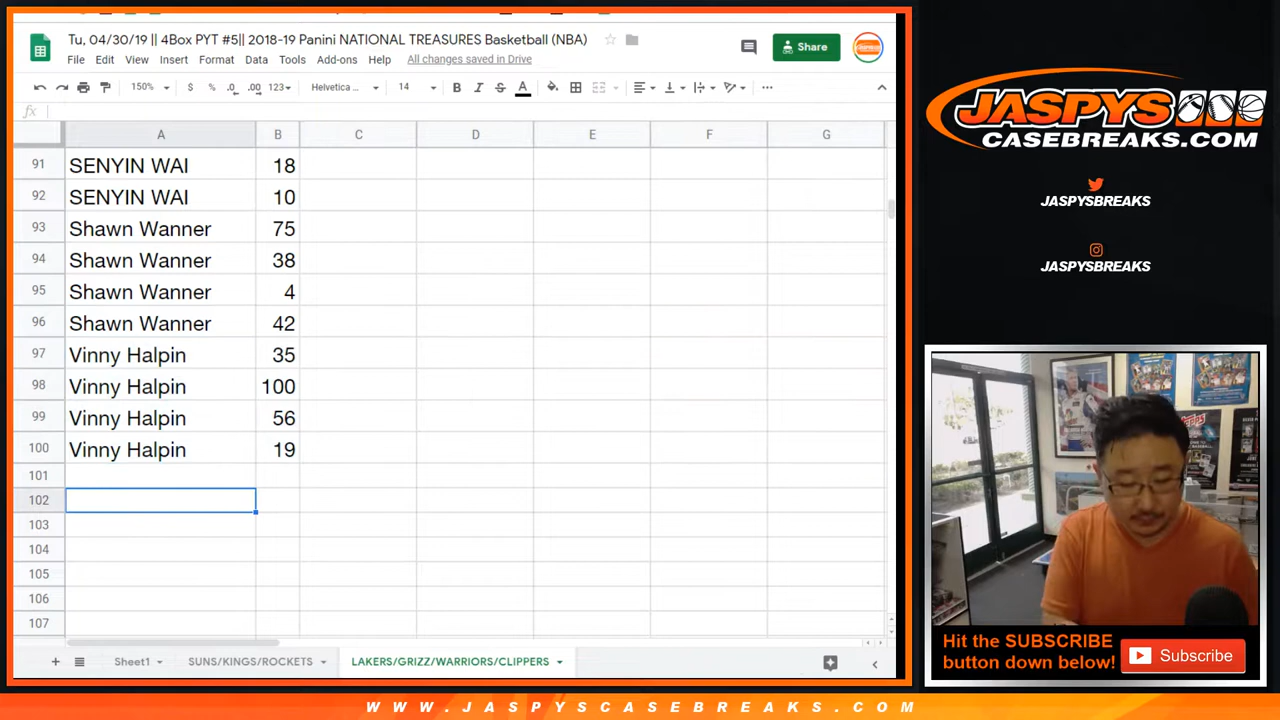 Tu, 04/30/19 || 4Box PYT #5|| 2018-19 Panini NATIONAL TREASURES Basketball (NBA)
File Edit View Insert Format Data Tools Add-ons Help All changes saved in Drive
Share
150% $ % .0 .00 123 Helvetica ... 14 B I S A
fx
A B C D E F G
91 SENYIN WAI 18
92 SENYIN WAI 10
93 Shawn Wanner 75
94 Shawn Wanner 38
95 Shawn Wanner 4
96 Shawn Wanner 42
97 Vinny Halpin 35
98 Vinny Halpin 100
99 Vinny Halpin 56
100 Vinny Halpin 19
101
102
103
104
105
106
107
Sheet1 SUNS/KINGS/ROCKETS LAKERS/GRIZZ/WARRIORS/CLIPPERS
JASPYS
CASEBREAKS.COM
JASPYSBREAKS
JASPYSBREAKS
Hit the SUBSCRIBE
button down below!
Subscribe
WWW.JASPYSCASEBREAKS.COM